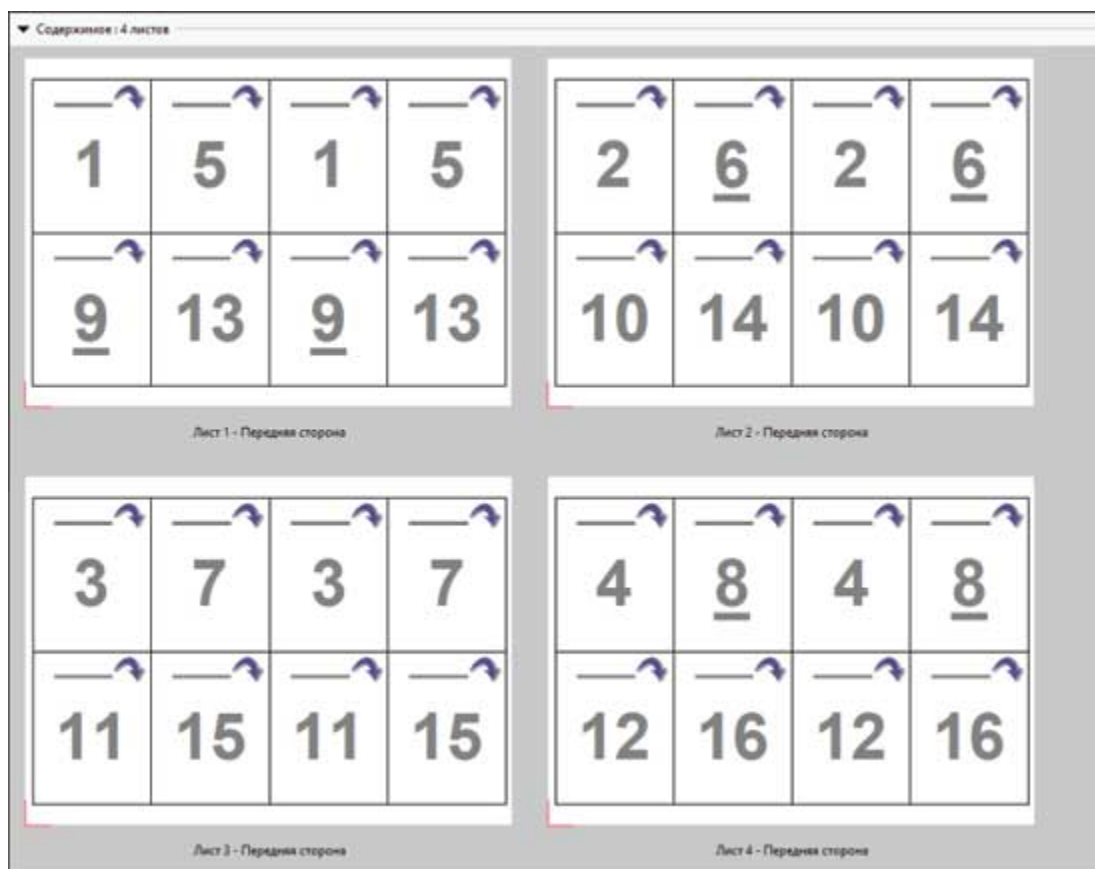 Содержимое : 4 листов
1 5 1 5
9 13 9 13
Лист 1 - Передняя сторона
2 6 2 6
10 14 10 14
Лист 2 - Передняя сторона
3 7 3 7
11 15 11 15
Лист 3 - Передняя сторона
4 8 4 8
12 16 12 16
Лист 4 - Передняя сторона